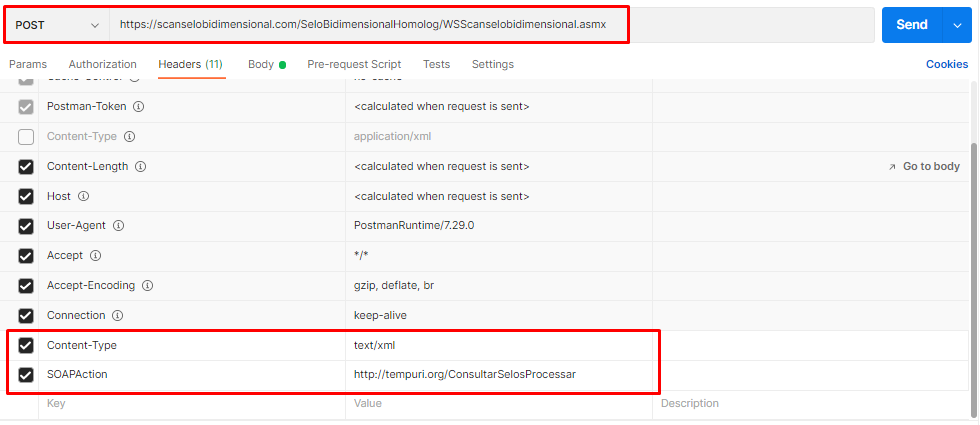 POST https://scanselobidimensional.com/SeloBidimensionalHomolog/WSScanselobidimensional.asmx Send
Params Authorization Headers (11) Body Pre-request Script Tests Settings Cookies
Cache-Control no-cache
Postman-Token <calculated when request is sent>
Content-Type application/xml
Content-Length <calculated when request is sent> Go to body
Host <calculated when request is sent>
User-Agent PostmanRuntime/7.29.0
Accept */*
Accept-Encoding gzip, deflate, br
Connection keep-alive
Content-Type text/xml
SOAPAction http://tempuri.org/ConsultarSelosProcessar
Key Value Description